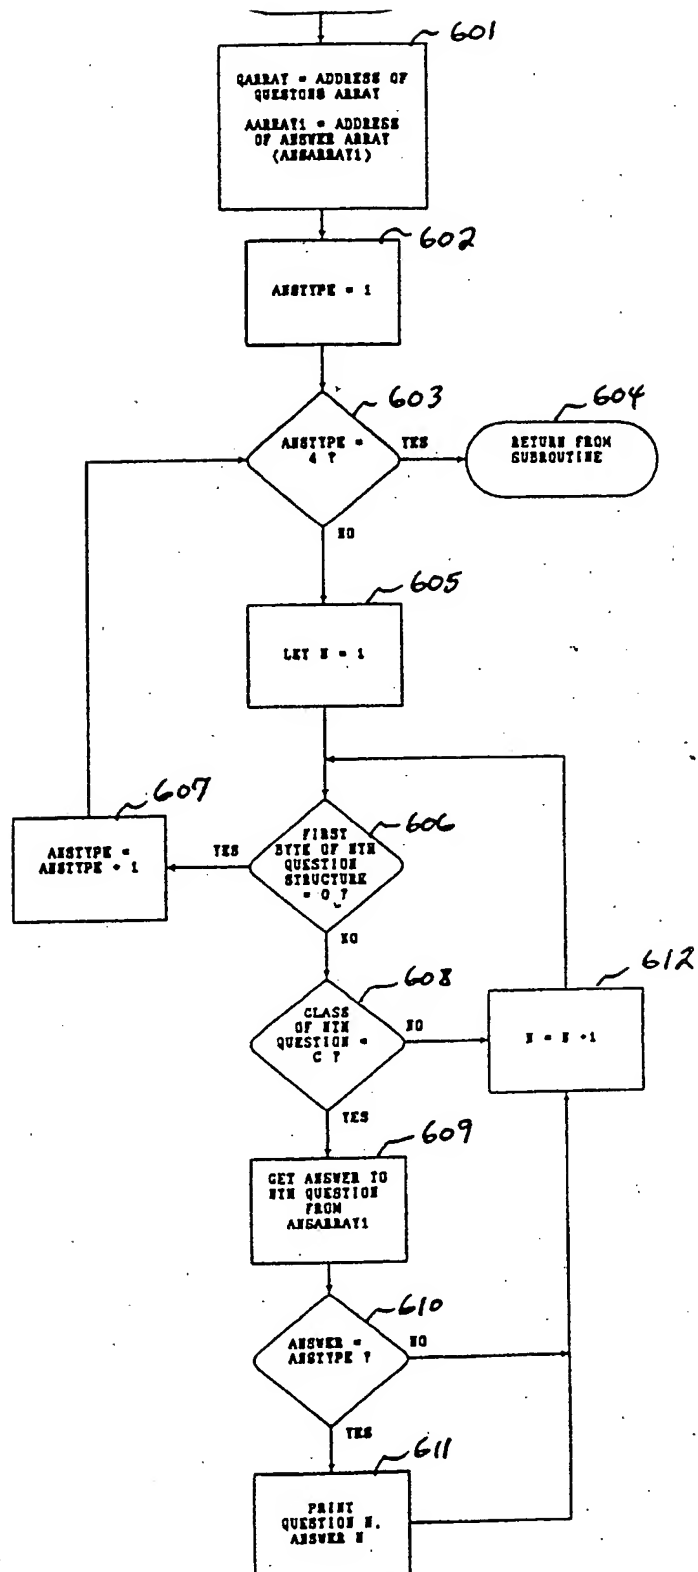 601
QARRAY = ADDRESS OF
QUESTONS ARRAY
AARRAY1 = ADDRESS
OF ANSWER ARRAY
(ANSARRAY1)
602
ANSTYPE = 1
603
ANSTYPE =
4 ?
YES
604
RETURN FROM
SUBROUTINE
NO
605
LET N = 1
607
ANSTYPE =
ANSTYPE + 1
YES
606
FIRST
BYTE OF NTH
QUESTION
STRUCTURE
= 0 ?
NO
608
CLASS
OF NTH
QUESTION =
C ?
NO
612
N = N +1
YES
609
GET ANSWER TO
NTH QUESTION
FROM
ANSARRAY1
610
ANSWER =
ANSTYPE ?
NO
YES
611
PRINT
QUESTION N,
ANSWER N